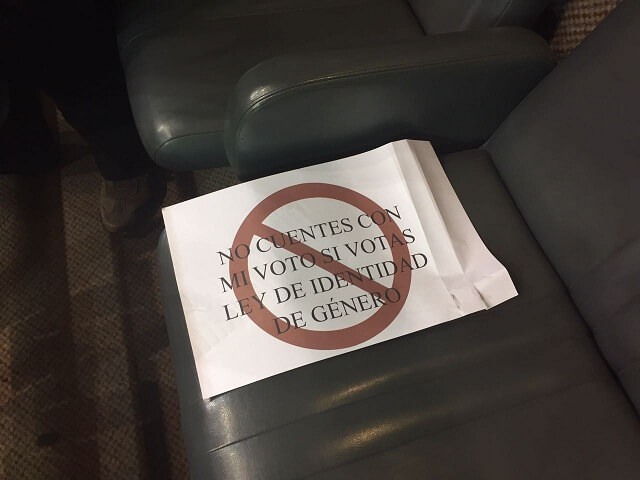 NO CUENTES CON
MI VOTO SI VOTAS
LEY DE IDENTIDAD
DE GÉNERO